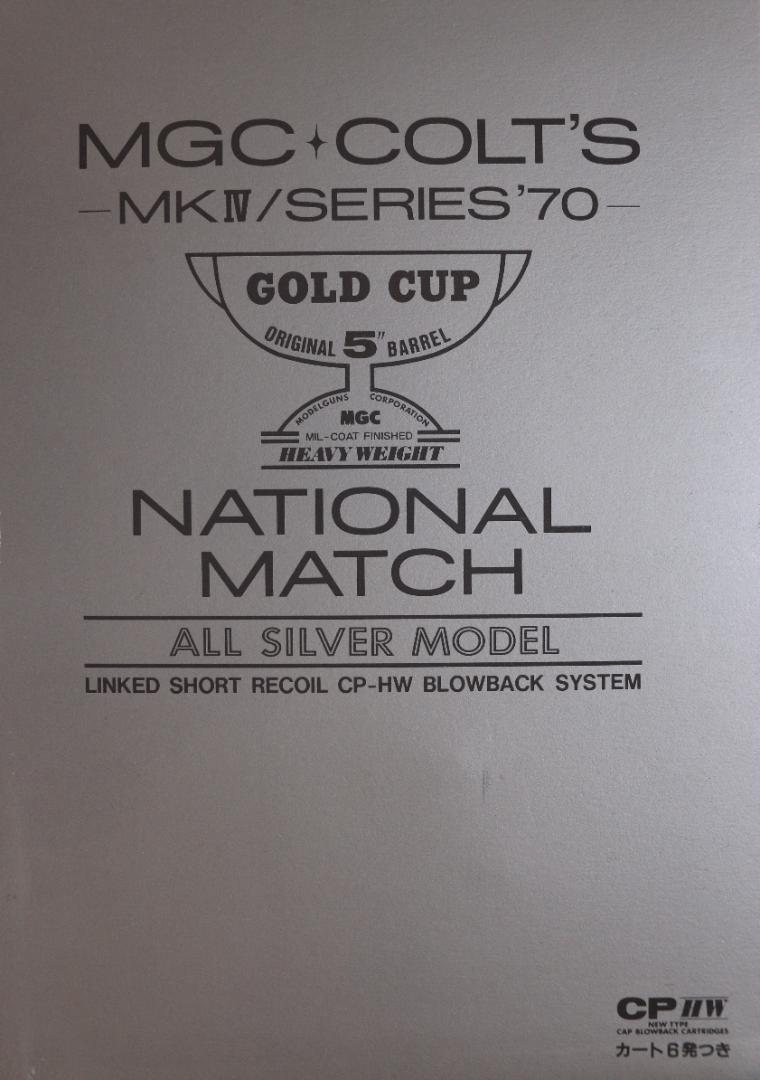 MGC✦COLT'S
—MKⅣ/SERIES'70—
GOLD CUP
ORIGINAL 5" BARREL
MODELGUNS CORPORATION
MGC
MIL-COAT FINISHED
HEAVY WEIGHT
NATIONAL
MATCH
ALL SILVER MODEL
LINKED SHORT RECOIL CP-HW BLOWBACK SYSTEM
CP HW
NEW TYPE
CAP BLOWBACK CARTRIDGES
カート6発つき